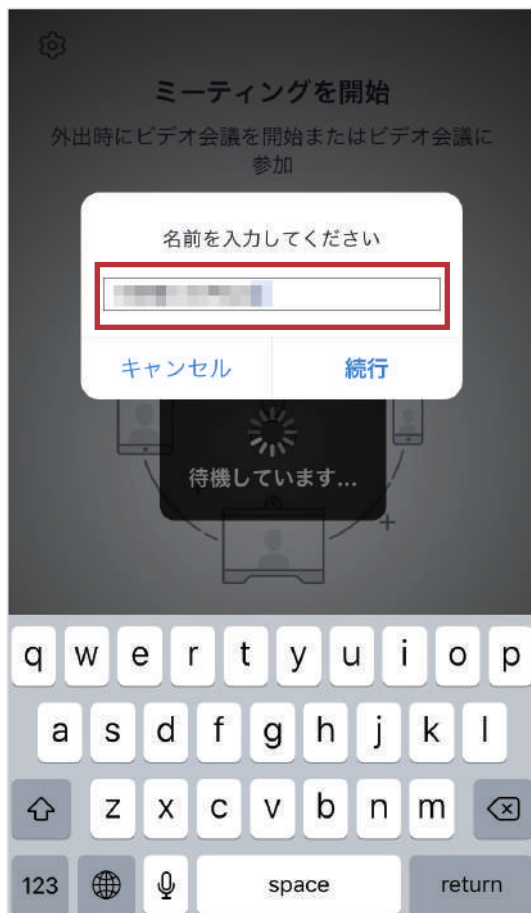 ミーティングを開始
外出時にビデオ会議を開始またはビデオ会議に
参加
名前を入力してください
キャンセル 続行
待機しています...
q w e r t y u i o p
a s d f g h j k l
z x c v b n m
123 space return